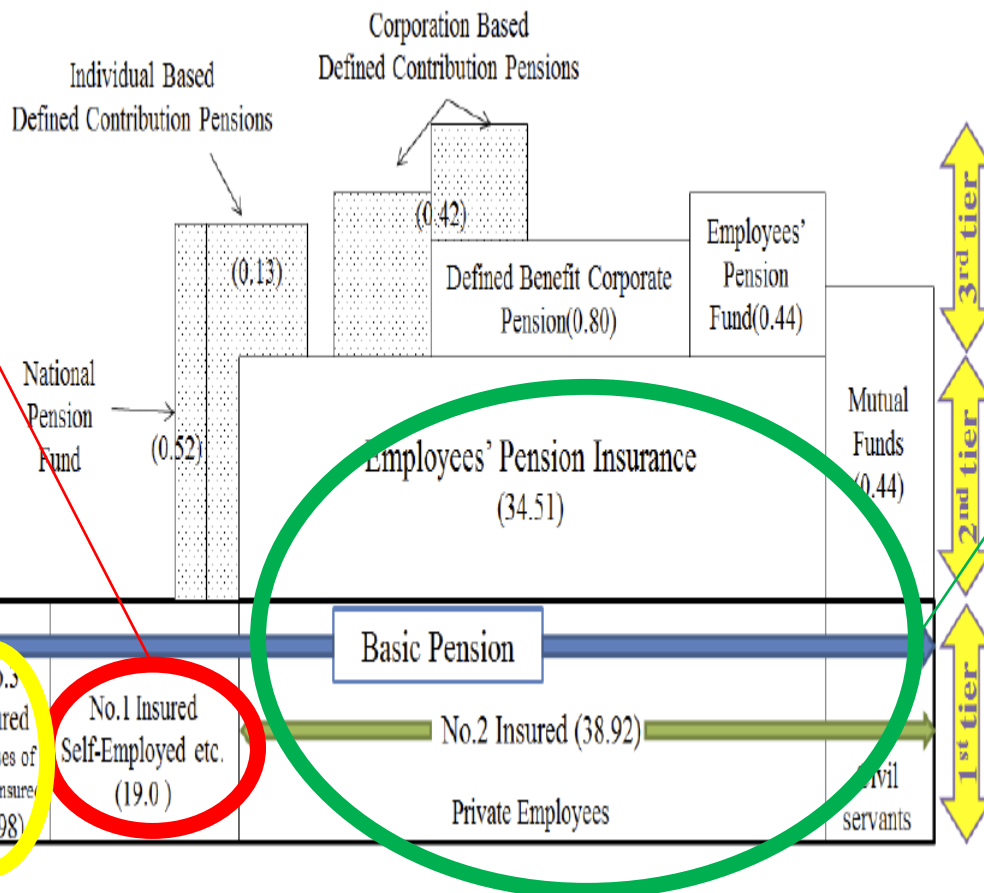 Corporation Based
Defined Contribution Pensions
Individual Based
Defined Contribution Pensions
(0.42)
(0.13)
Employees'
Pension
Fund(0.44)
Defined Benefit Corporate
Pension(0.80)
3rd tier
National
Pension
Fund
(0.52)
Employees' Pension Insurance
(34.51)
Mutual
Funds
(0.44)
2nd tier
Basic Pension
No.1 Insured
Self-Employed etc.
(19.0 )
No.2 Insured (38.92)
Private Employees
Civil
servants
1st tier
of
98)